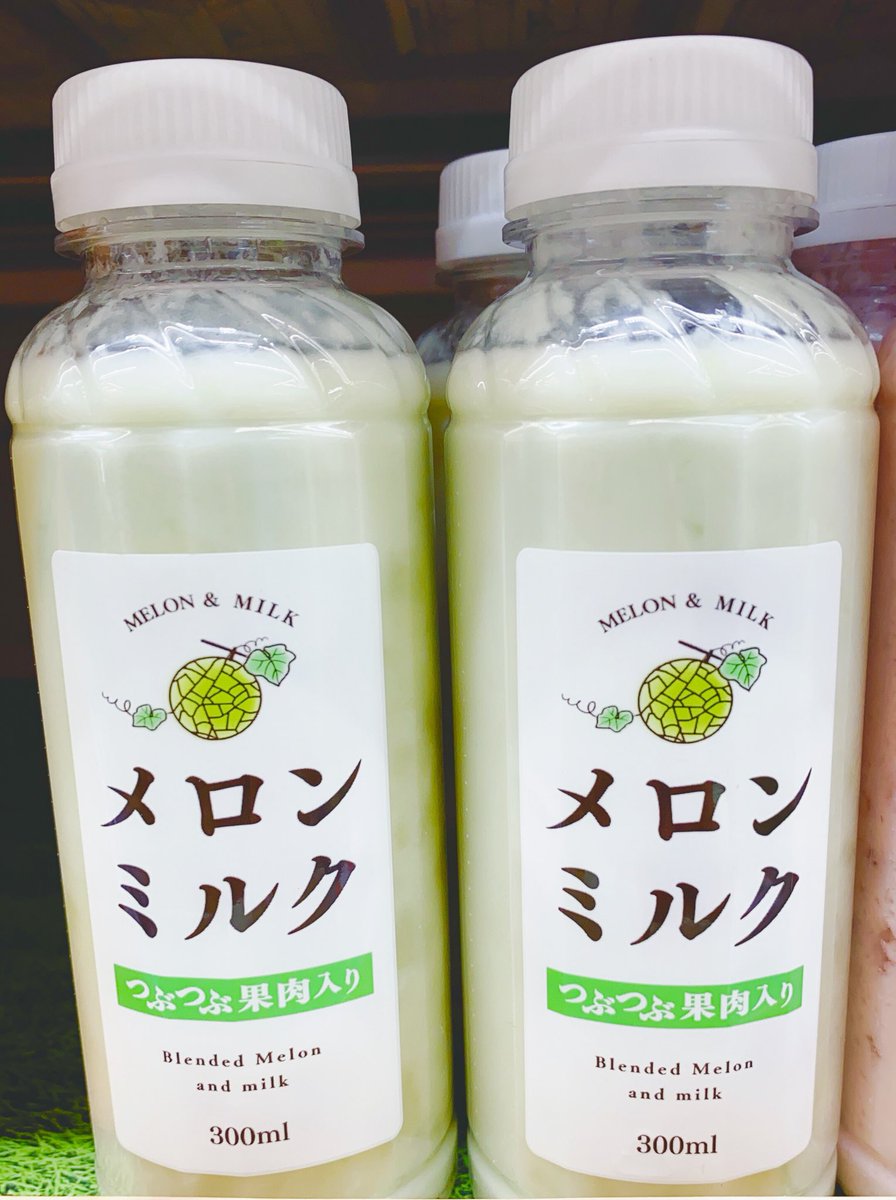 MELON & MILK
メロン
ミルク
つぶつぶ果肉入り
Blended Melon
and milk
300ml
MELON & MILK
メロン
ミルク
つぶつぶ果肉入り
Blended Melon
and milk
300ml